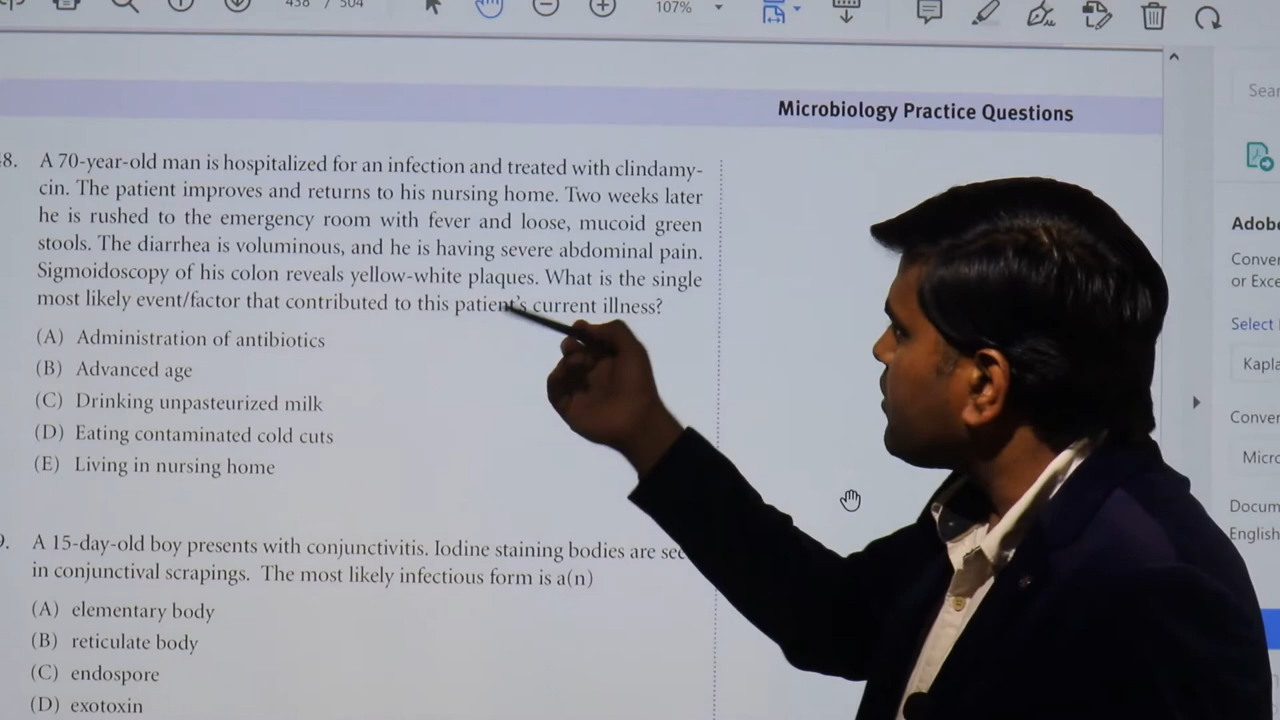 438 / 504
107%
Microbiology Practice Questions
8. A 70-year-old man is hospitalized for an infection and treated with clindamy-
cin. The patient improves and returns to his nursing home. Two weeks later
he is rushed to the emergency room with fever and loose, mucoid green
stools. The diarrhea is voluminous, and he is having severe abdominal pain.
Sigmoidoscopy of his colon reveals yellow-white plaques. What is the single
most likely event/factor that contributed to this patient's current illness?
(A) Administration of antibiotics
(B) Advanced age
(C) Drinking unpasteurized milk
(D) Eating contaminated cold cuts
(E) Living in nursing home
9. A 15-day-old boy presents with conjunctivitis. Iodine staining bodies are see
in conjunctival scrapings. The most likely infectious form is a(n)
(A) elementary body
(B) reticulate body
(C) endospore
(D) exotoxin
Sear
Adobe
Conver
or Exce
Select
Kapla
Conver
Micro
Docum
English